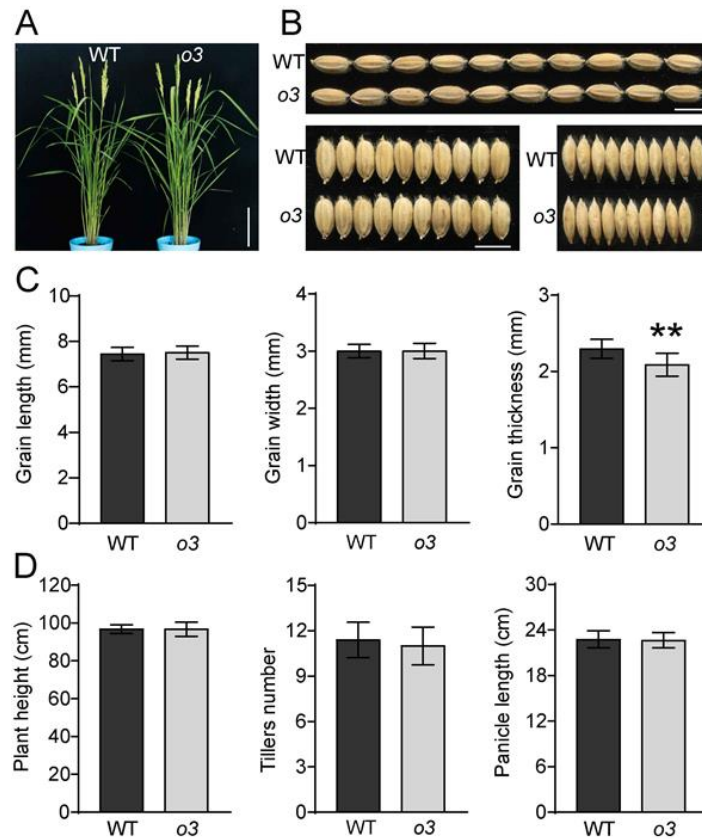 A
WT
o3
B
WT
o3
WT
o3
WT
o3
C
Grain length (mm)
10
8
6
4
2
0
WT
o3
Grain width (mm)
4
3
2
1
0
WT
o3
Grain thickness (mm)
3
2
1
0
**
WT
o3
D
Plant height (cm)
120
100
80
60
40
20
0
WT
o3
Tillers number
15
12
9
6
3
0
WT
o3
Panicle length (cm)
30
24
18
12
6
0
WT
o3